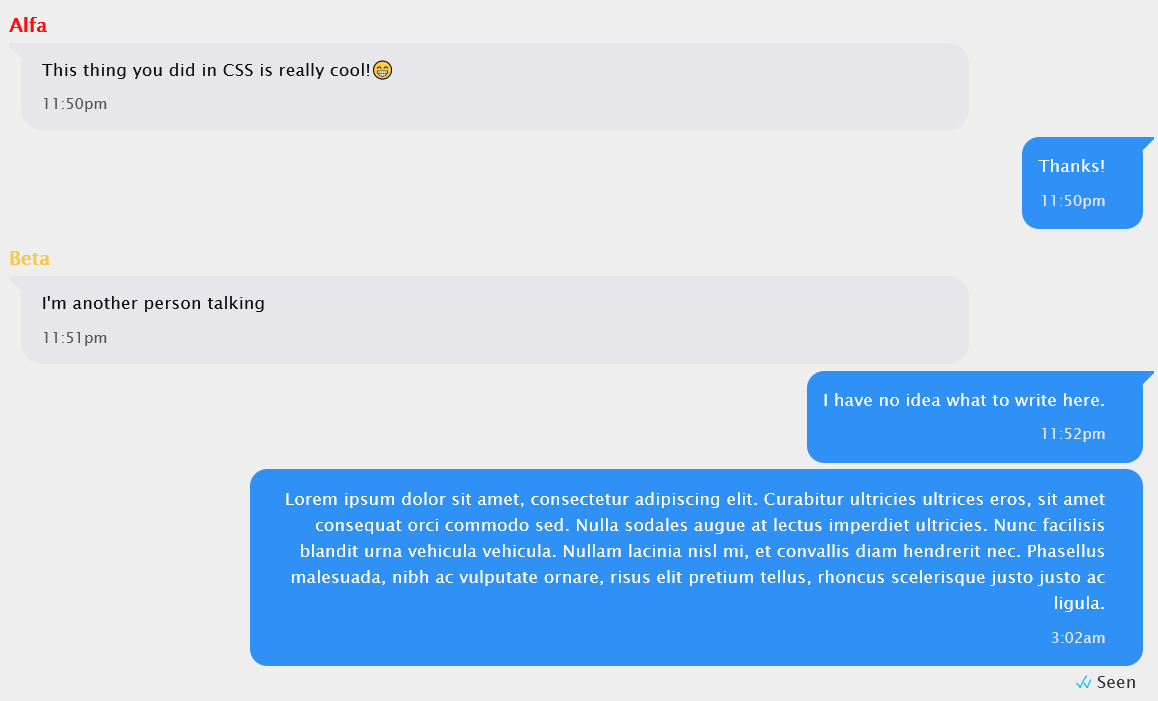 Alfa
This thing you did in CSS is really cool!😁
11:50pm
Thanks!
11:50pm
Beta
I'm another person talking
11:51pm
I have no idea what to write here.
11:52pm
Lorem ipsum dolor sit amet, consectetur adipiscing elit. Curabitur ultricies ultrices eros, sit amet
consequat orci commodo sed. Nulla sodales augue at lectus imperdiet ultricies. Nunc facilisis
blandit urna vehicula vehicula. Nullam lacinia nisl mi, et convallis diam hendrerit nec. Phasellus
malesuada, nibh ac vulputate ornare, risus elit pretium tellus, rhoncus scelerisque justo justo ac
ligula.
3:02am
Seen